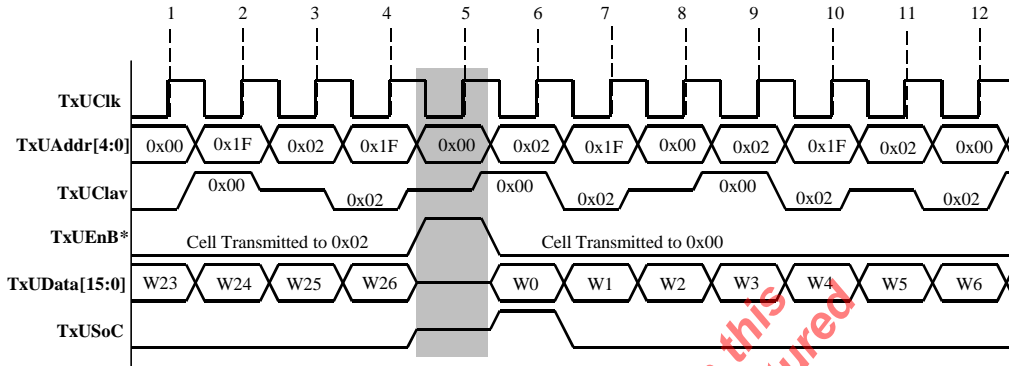 1 2 3 4 5 6 7 8 9 10 11 12
TxUClk
TxUAddr[4:0] 0x00 0x1F 0x02 0x1F 0x00 0x02 0x1F 0x00 0x02 0x1F 0x02 0x00
TxUClav 0x00 0x02 0x00 0x02 0x00 0x02 0x02
TxUEnB* Cell Transmitted to 0x02 Cell Transmitted to 0x00
TxUData[15:0] W23 W24 W25 W26 W0 W1 W2 W3 W4 W5 W6
TxUSoC
this
tured